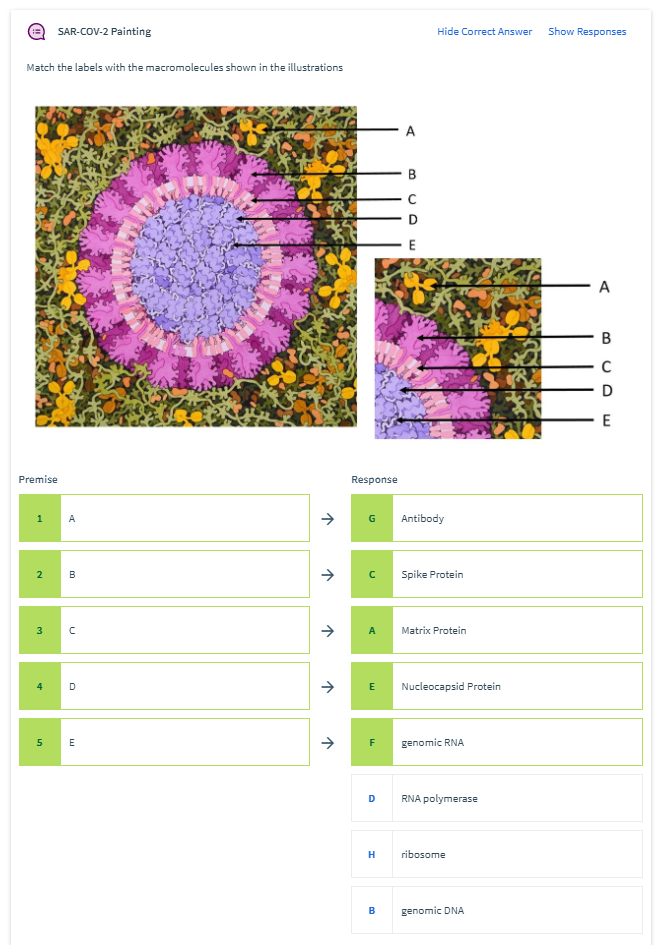 SAR-COV-2 Painting
Hide Correct Answer Show Responses
Match the labels with the macromolecules shown in the illustrations
A
B
C
D
E
A
B
C
D
E
Premise Response
1 A G Antibody
2 B C Spike Protein
3 C A Matrix Protein
4 D E Nucleocapsid Protein
5 E F genomic RNA
D RNA polymerase
H ribosome
B genomic DNA